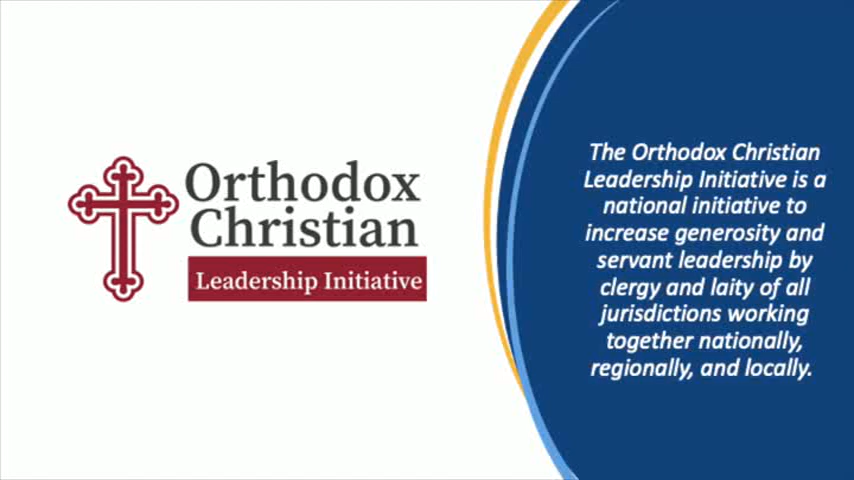 Orthodox
Christian
Leadership Initiative
The Orthodox Christian
Leadership Initiative is a
national initiative to
increase generosity and
servant leadership by
clergy and laity of all
jurisdictions working
together nationally,
regionally, and locally.